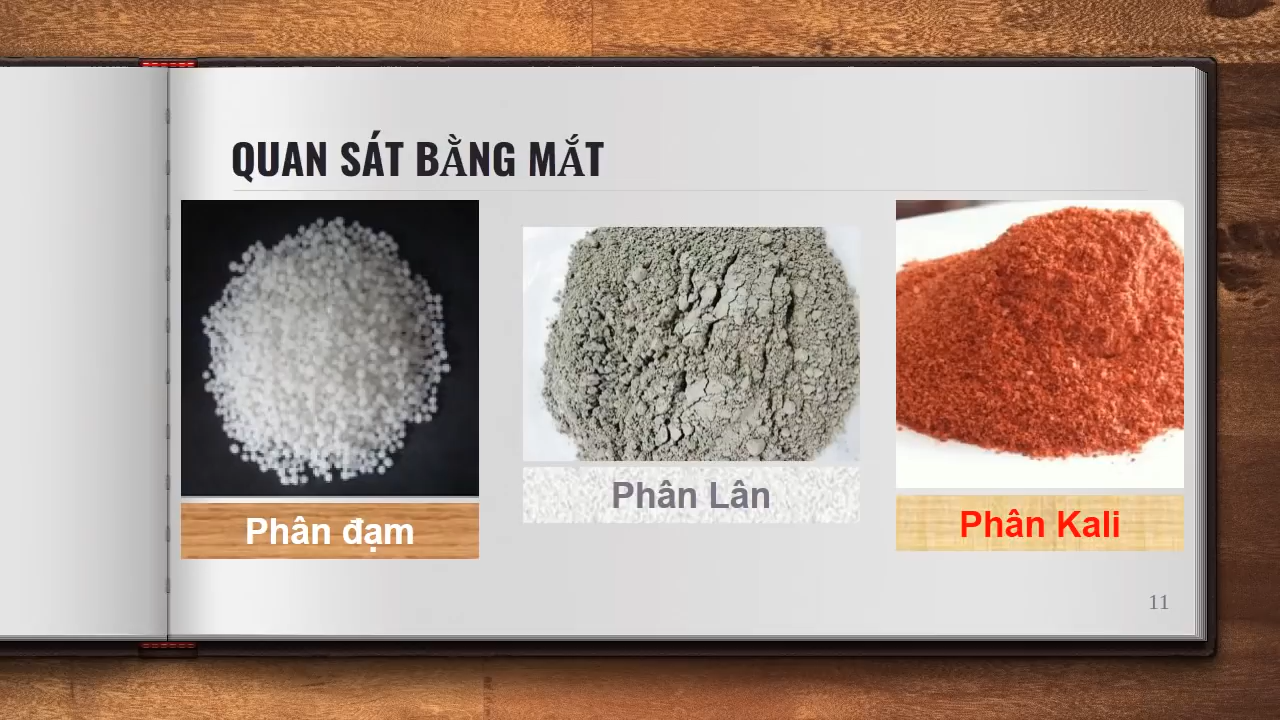 QUAN SÁT BẰNG MẮT
Phân đạm
Phân Lân
Phân Kali
11